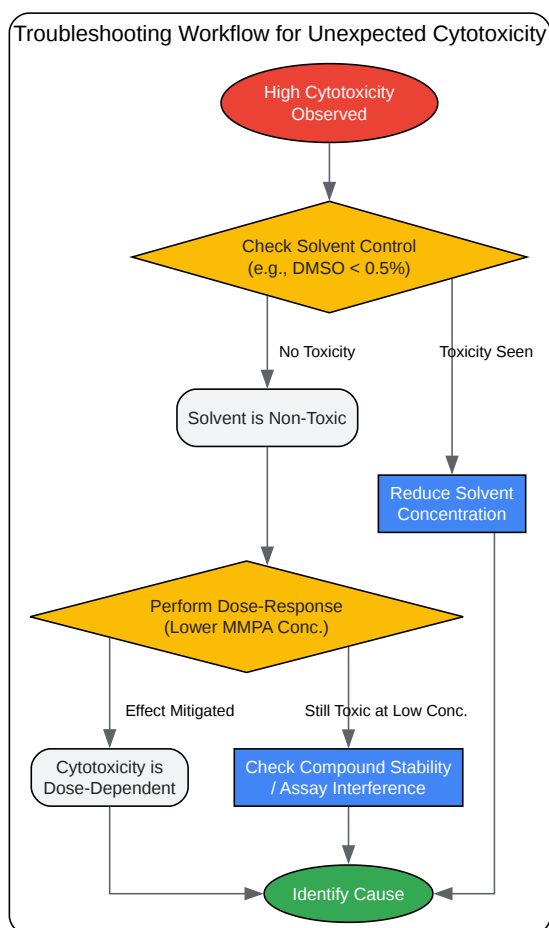 Troubleshooting Workflow for Unexpected Cytotoxicity
High Cytotoxicity
Observed
Check Solvent Control
(e.g., DMSO < 0.5%)
No Toxicity
Toxicity Seen
Solvent is Non-Toxic
Reduce Solvent
Concentration
Perform Dose-Response
(Lower MMPA Conc.)
Effect Mitigated
Still Toxic at Low Conc.
Cytotoxicity is
Dose-Dependent
Check Compound Stability
/ Assay Interference
Identify Cause